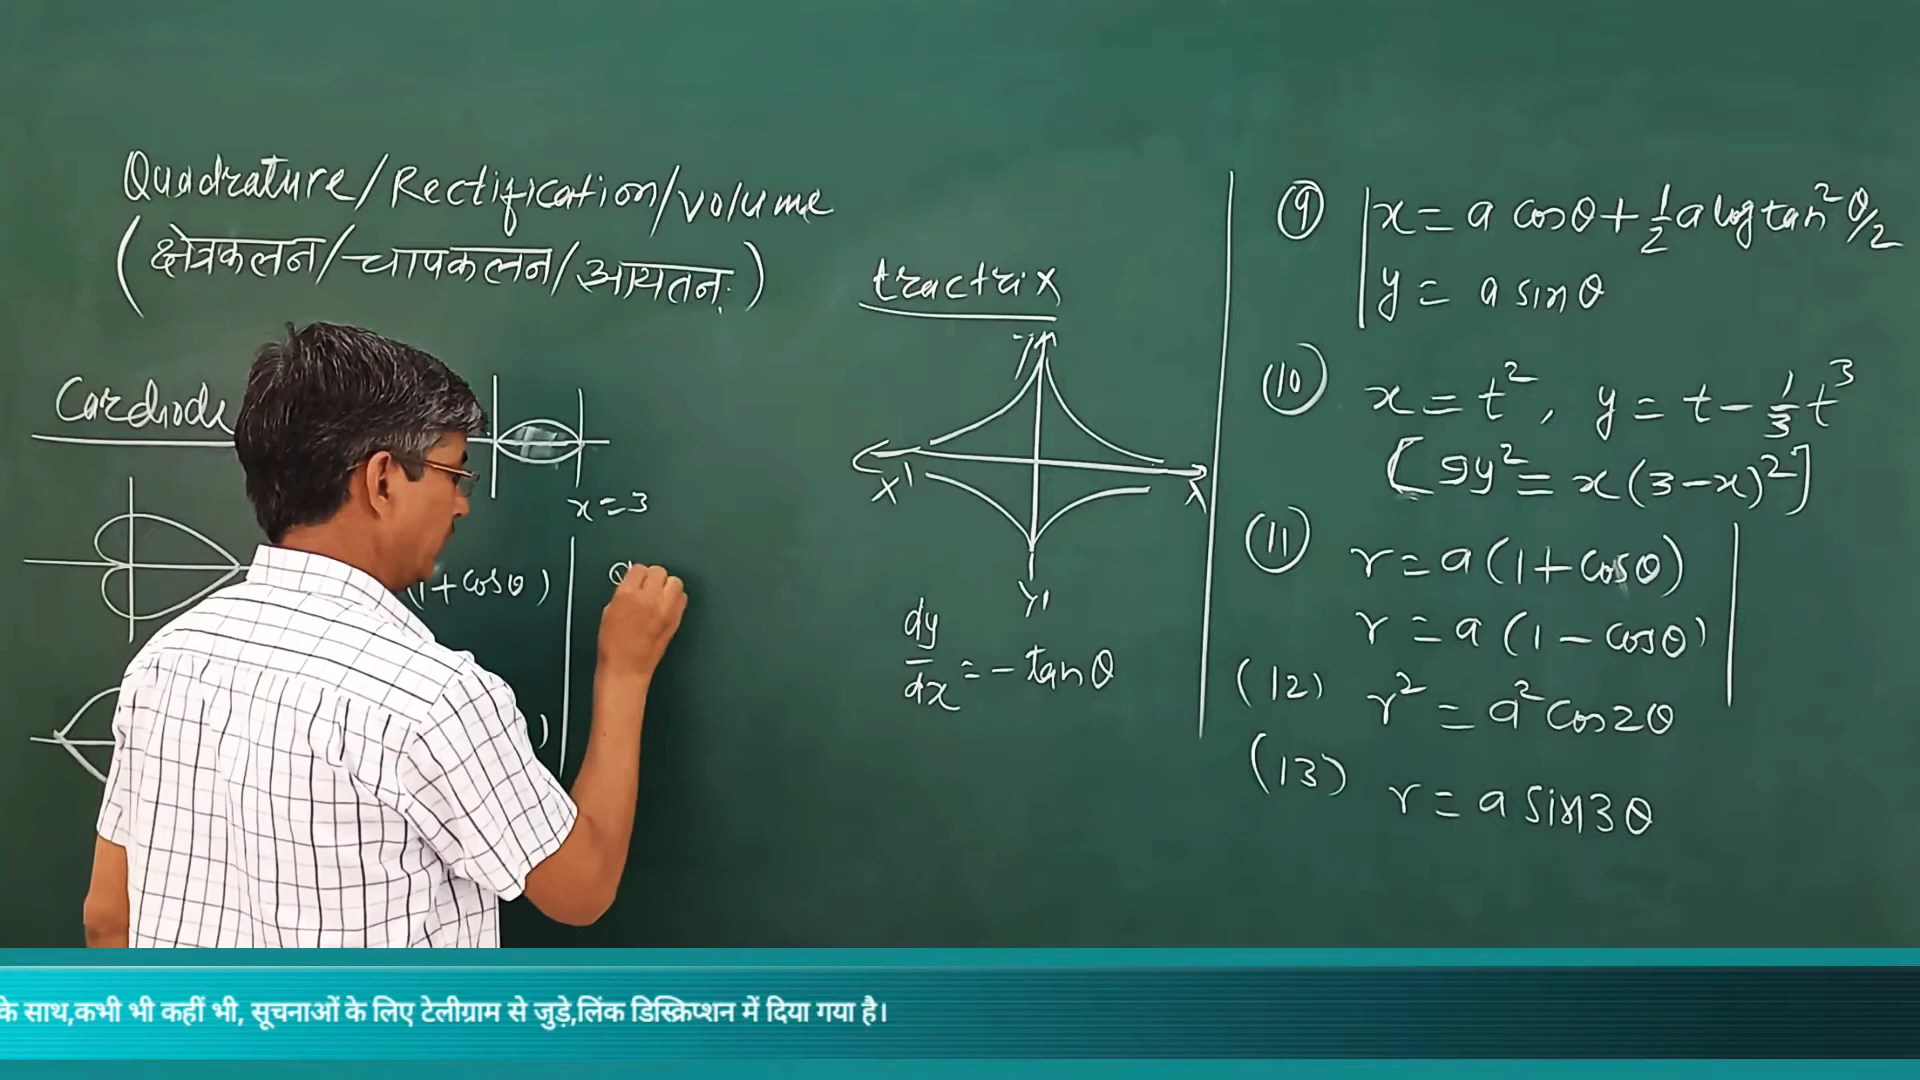 Quadrature/Rectification/volume
(क्षेत्रकलन/चापकलन/आयतन)
Cardiode
x=3
(1+cosθ)
)
tractrix
Y
X'
X
Y'
dy/dx = - tanθ
(9) x = a cosθ + 1/2 a log tan² θ/2
y = a sinθ
(10) x = t², y = t - 1/3 t³
[9y² = x(3-x)²]
(11) r = a(1+cosθ)
r = a(1-cosθ)
(12) r² = a² cos2θ
(13) r = a sin3θ
के साथ,कभी भी कहीं भी, सूचनाओं के लिए टेलीग्राम से जुड़े,लिंक डिस्क्रिप्शन में दिया गया है।